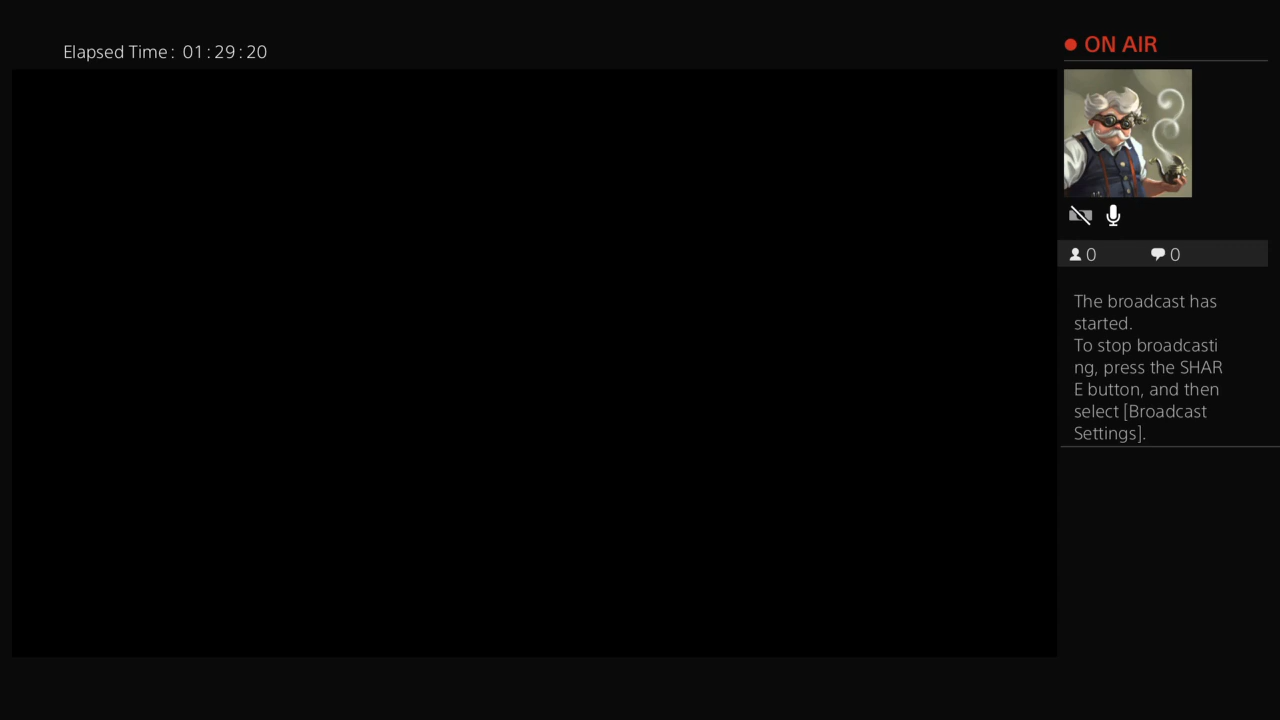 Elapsed Time: 01:29:20
ON AIR
0 0
The broadcast has
started.
To stop broadcasti
ng, press the SHAR
E button, and then
select [Broadcast
Settings].